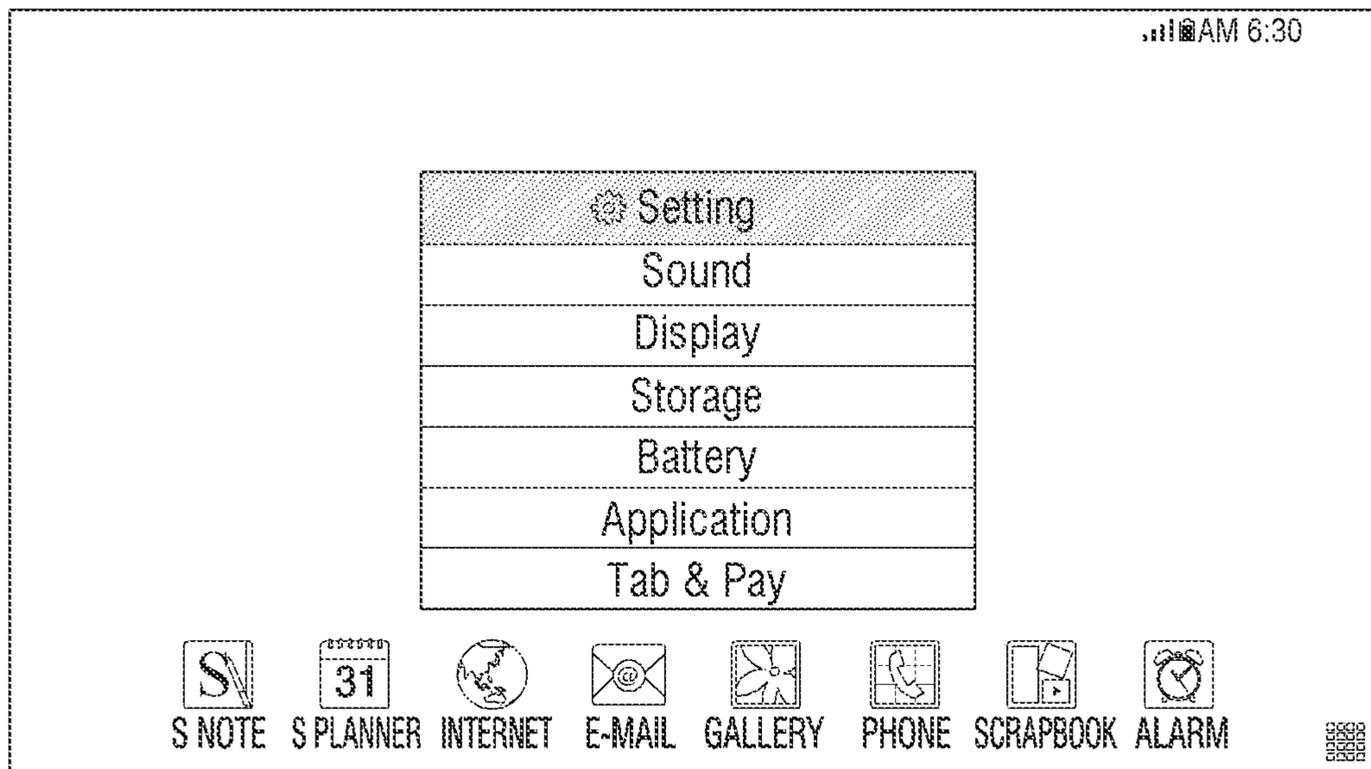 AM 6:30
Setting
Sound
Display
Storage
Battery
Application
Tab & Pay
S 31 @
S NOTE S PLANNER INTERNET E-MAIL GALLERY PHONE SCRAPBOOK ALARM